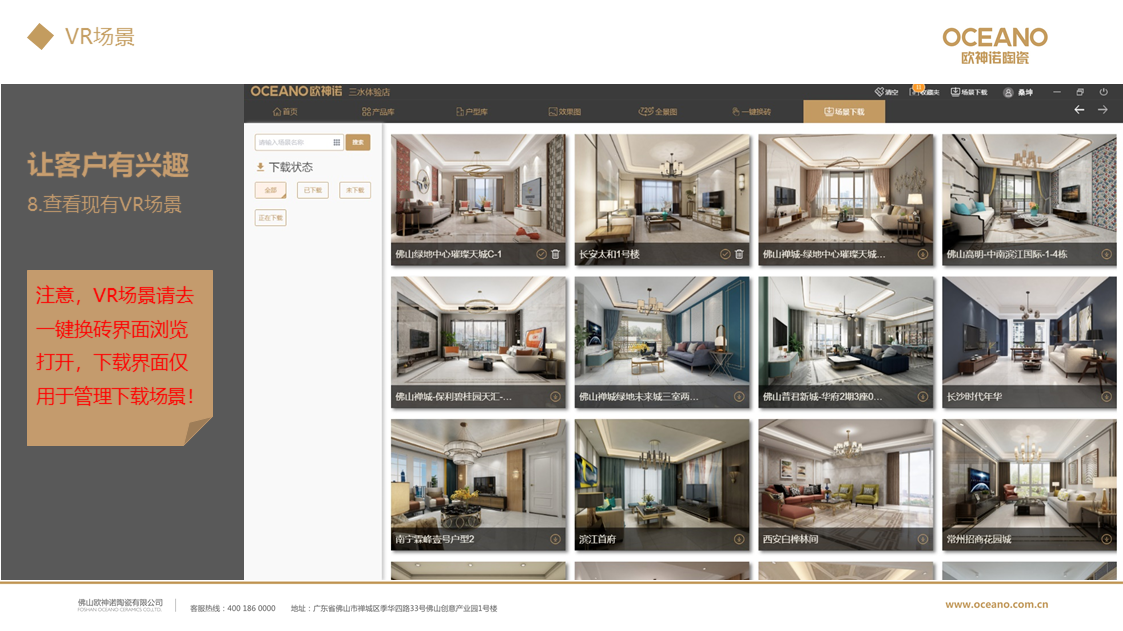 VR场景
OCEANO
欧神诺陶瓷
让客户有兴趣
8.查看现有VR场景
注意，VR场景请去
一键换砖界面浏览
打开，下载界面仅
用于管理下载场景！
OCEANO欧神诺 三水体验店
清空
收藏夹
场景下载
桑坤
首页
产品库
户型库
效果图
720°全景图
一键换砖
场景下载
请输入场景名称
搜索
下载状态
全部
已下载
未下载
正在下载
佛山绿地中心璀璨天城C-1
长安太和1号楼
佛山禅城-绿地中心璀璨天城...
佛山高明-中南滨江国际-1-4栋
佛山禅城-保利碧桂园天汇-...
佛山禅城绿地未来城三室两...
佛山普君新城-华府2期3座0...
长沙时代年华
南宁霖峰壹号户型2
滨江首府
西安白桦林间
常州招商花园城
佛山欧神诺陶瓷有限公司
FOSHAN OCEANO CERAMICS CO.,LTD.
客服热线：400 186 0000 地址：广东省佛山市禅城区季华四路33号佛山创意产业园1号楼
www.oceano.com.cn